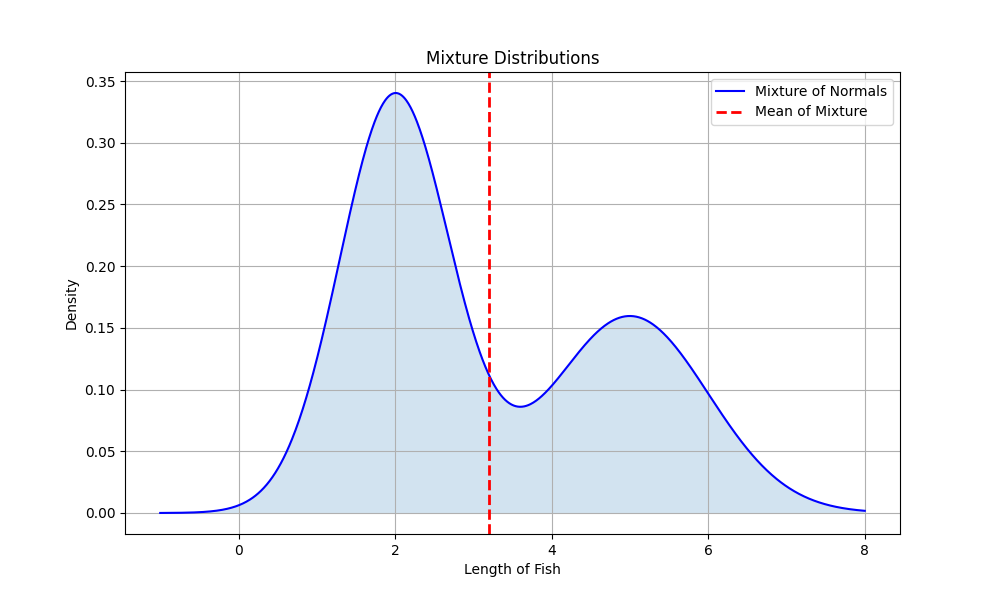 Mixture Distributions
Mixture of Normals
Mean of Mixture
Density
0.35
0.30
0.25
0.20
0.15
0.10
0.05
0.00
0 2 4 6 8
Length of Fish